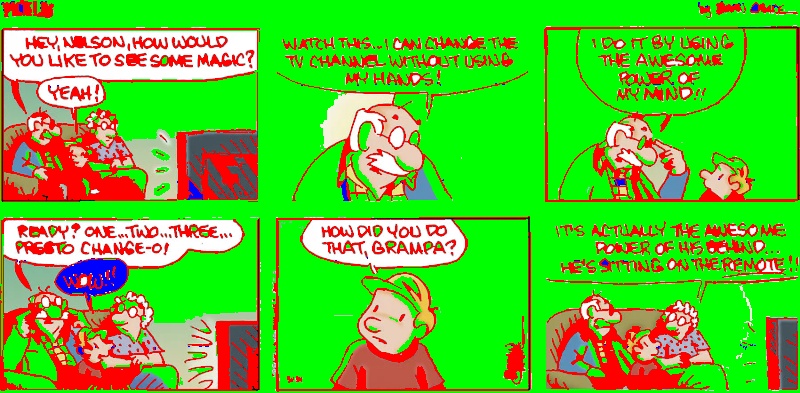 PICKLES
HEY, NELSON, HOW WOULD
YOU LIKE TO SEE SOME MAGIC?
YEAH!
WATCH THIS... I CAN CHANGE THE
TV CHANNEL WITHOUT USING
MY HANDS!
I DO IT BY USING
THE AWESOME
POWER OF
MY MIND!!
READY? ONE...TWO...THREE...
PRESTO CHANGE-O!
WOW!!
HOW DID YOU DO
THAT, GRAMPA?
IT'S ACTUALLY THE AWESOME
POWER OF HIS BEHIND...
HE'S SITTING ON THE REMOTE!!